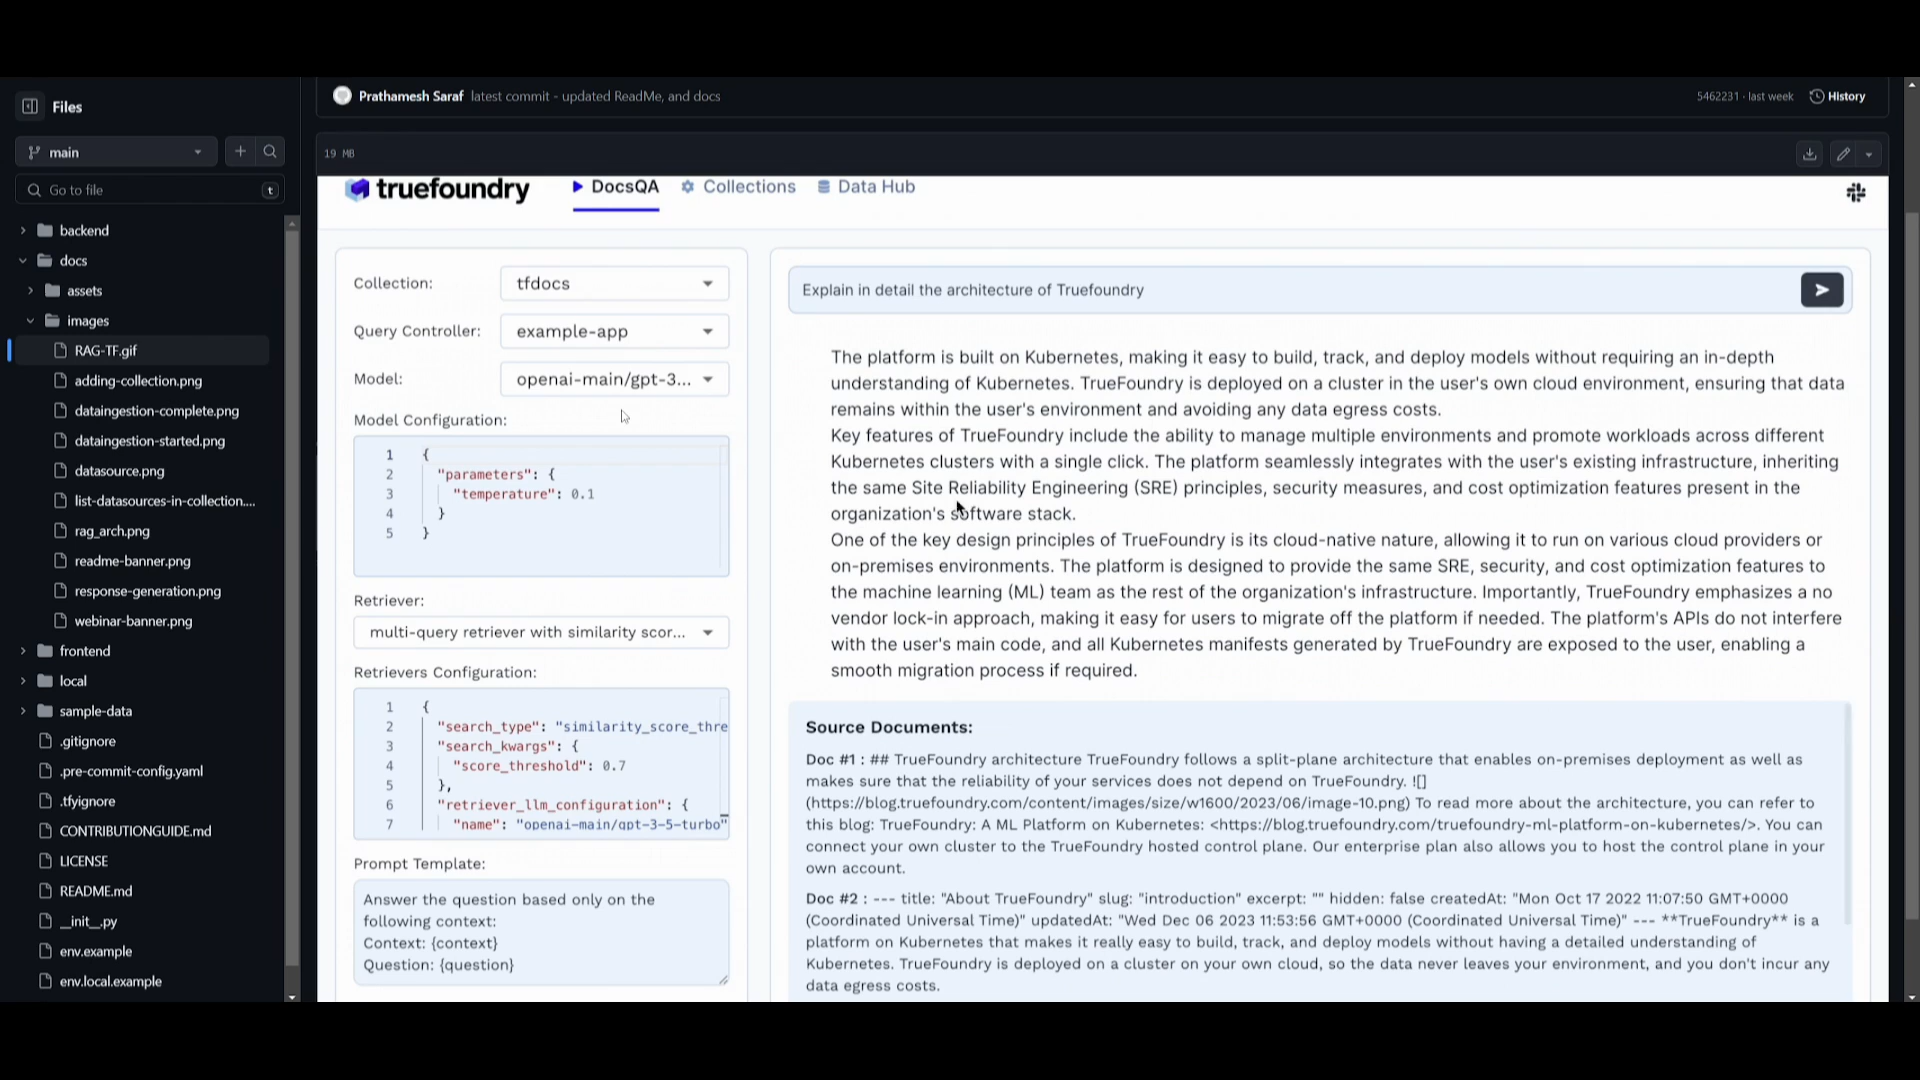 Files
main
Go to file
t
backend
docs
assets
images
RAG-TF.gif
adding-collection.png
dataingestion-complete.png
dataingestion-started.png
datasource.png
list-datasources-in-collection....
rag_arch.png
readme-banner.png
response-generation.png
webinar-banner.png
frontend
local
sample-data
.gitignore
.pre-commit-config.yaml
.tfyignore
CONTRIBUTIONGUIDE.md
LICENSE
README.md
__init__.py
env.example
env.local.example
Prathamesh Saraf latest commit - updated ReadMe, and docs
5462231 · last week History
19 MB
truefoundry DocsQA Collections Data Hub
Collection: tfdocs
Query Controller: example-app
Model: openai-main/gpt-3...
Model Configuration:
1 {
2 "parameters": {
3 "temperature": 0.1
4 }
5 }
Retriever:
multi-query retriever with similarity scor...
Retrievers Configuration:
1 {
2 "search_type": "similarity_score_thre
3 "search_kwargs": {
4 "score_threshold": 0.7
5 },
6 "retriever_llm_configuration": {
7 "name": "openai-main/gpt-3-5-turbo"
Prompt Template:
Answer the question based only on the
following context:
Context: {context}
Question: {question}
Explain in detail the architecture of Truefoundry
The platform is built on Kubernetes, making it easy to build, track, and deploy models without requiring an in-depth
understanding of Kubernetes. TrueFoundry is deployed on a cluster in the user's own cloud environment, ensuring that data
remains within the user's environment and avoiding any data egress costs.
Key features of TrueFoundry include the ability to manage multiple environments and promote workloads across different
Kubernetes clusters with a single click. The platform seamlessly integrates with the user's existing infrastructure, inheriting
the same Site Reliability Engineering (SRE) principles, security measures, and cost optimization features present in the
organization's software stack.
One of the key design principles of TrueFoundry is its cloud-native nature, allowing it to run on various cloud providers or
on-premises environments. The platform is designed to provide the same SRE, security, and cost optimization features to
the machine learning (ML) team as the rest of the organization's infrastructure. Importantly, TrueFoundry emphasizes a no
vendor lock-in approach, making it easy for users to migrate off the platform if needed. The platform's APIs do not interfere
with the user's main code, and all Kubernetes manifests generated by TrueFoundry are exposed to the user, enabling a
smooth migration process if required.
Source Documents:
Doc #1 : ## TrueFoundry architecture TrueFoundry follows a split-plane architecture that enables on-premises deployment as well as
makes sure that the reliability of your services does not depend on TrueFoundry. ![]
(https://blog.truefoundry.com/content/images/size/w1600/2023/06/image-10.png) To read more about the architecture, you can refer to
this blog: TrueFoundry: A ML Platform on Kubernetes: <https://blog.truefoundry.com/truefoundry-ml-platform-on-kubernetes/>. You can
connect your own cluster to the TrueFoundry hosted control plane. Our enterprise plan also allows you to host the control plane in your
own account.
Doc #2 : --- title: "About TrueFoundry" slug: "introduction" excerpt: "" hidden: false createdAt: "Mon Oct 17 2022 11:07:50 GMT+0000
(Coordinated Universal Time)" updatedAt: "Wed Dec 06 2023 11:53:56 GMT+0000 (Coordinated Universal Time)" --- **TrueFoundry** is a
platform on Kubernetes that makes it really easy to build, track, and deploy models without having a detailed understanding of
Kubernetes. TrueFoundry is deployed on a cluster on your own cloud, so the data never leaves your environment, and you don't incur any
data egress costs.